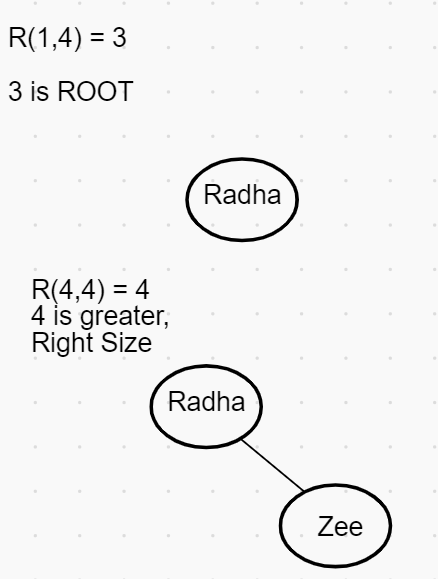 R(1,4) = 3
3 is ROOT
Radha
R(4,4) = 4
4 is greater,
Right Size
Radha
Zee